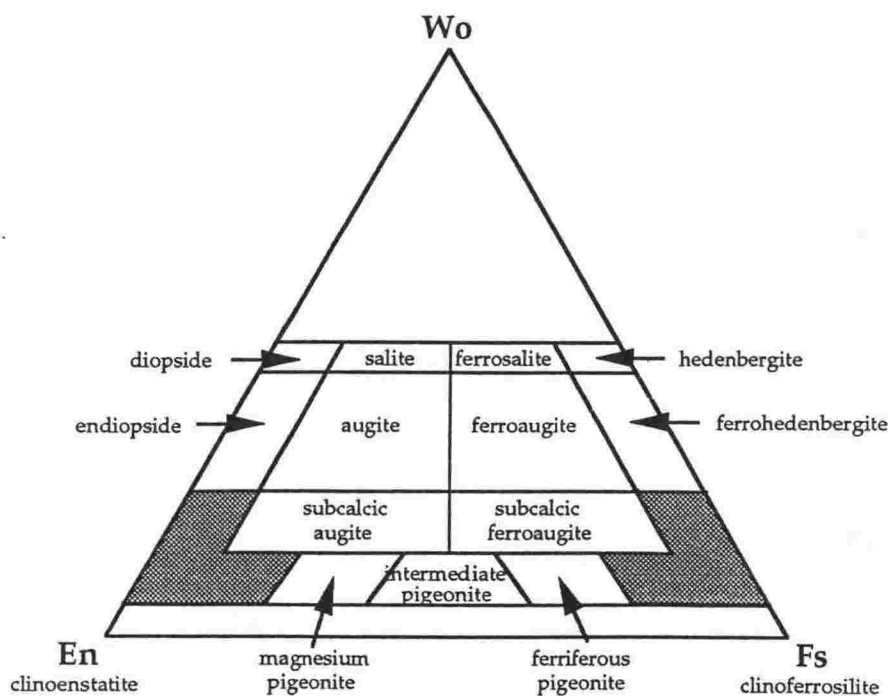 Wo
diopside
salite
ferrosalite
hedenbergite
endiopside
augite
ferroaugite
ferrohedenbergite
subcalcic
augite
subcalcic
ferroaugite
intermediate
pigeonite
En
clinoenstatite
magnesium
pigeonite
ferriferous
pigeonite
Fs
clinoferrosilite